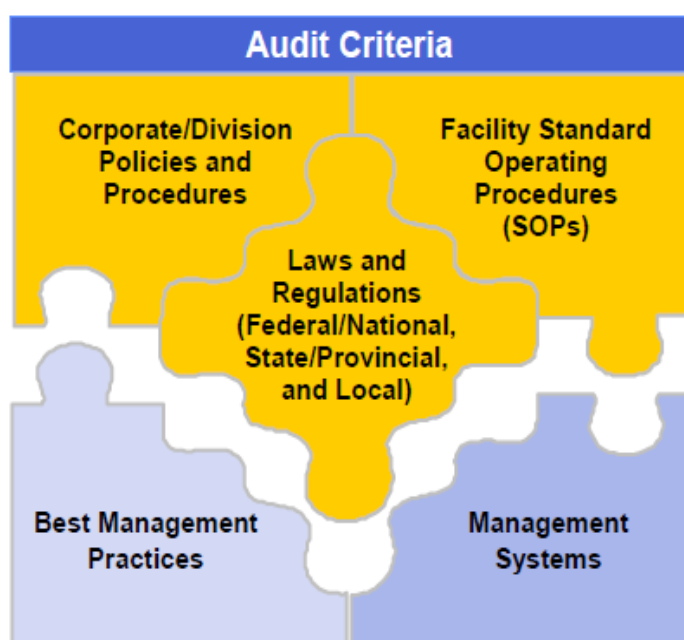 Audit Criteria
Corporate/Division
Policies and
Procedures
Facility Standard
Operating
Procedures
(SOPs)
Laws and
Regulations
(Federal/National,
State/Provincial,
and Local)
Best Management
Practices
Management
Systems